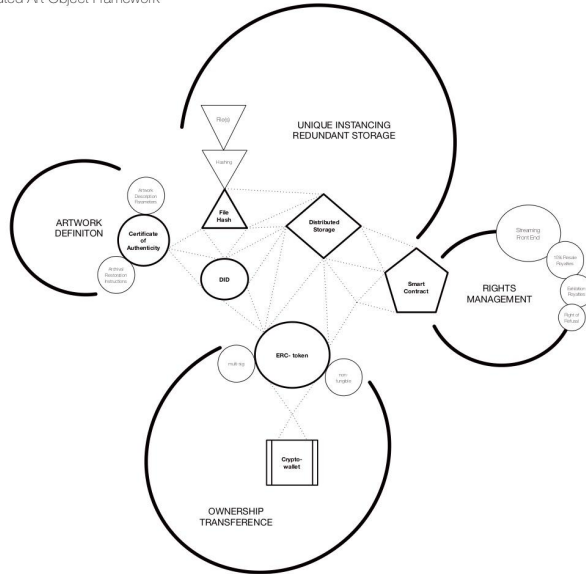 ated Art Object Framework
UNIQUE INSTANCING
REDUNDANT STORAGE
File(s)
Hashing
File
Hash
Distributed
Storage
Artwork
Description
Parameters
ARTWORK
DEFINITON
Certificate
of
Authenticity
Archival
Restoration
Instructions
DID
Streaming
Front End
10% Resale
Royalties
Exhibition
Royalties
Right of
Refusal
Smart
Contract
RIGHTS
MANAGEMENT
ERC- token
multi-sig
non-
fungible
Crypto-
wallet
OWNERSHIP
TRANSFERENCE